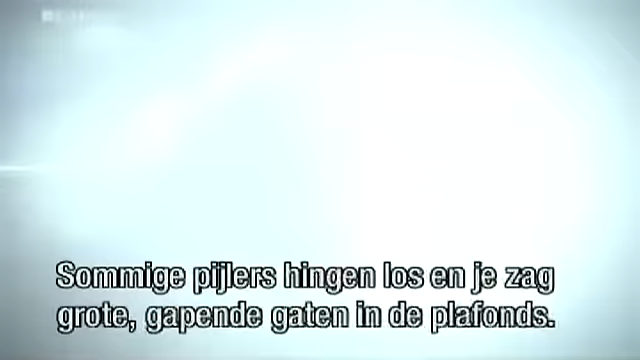 Sommige pijlers hingen los en je zag
grote, gapende gaten in de plafonds.